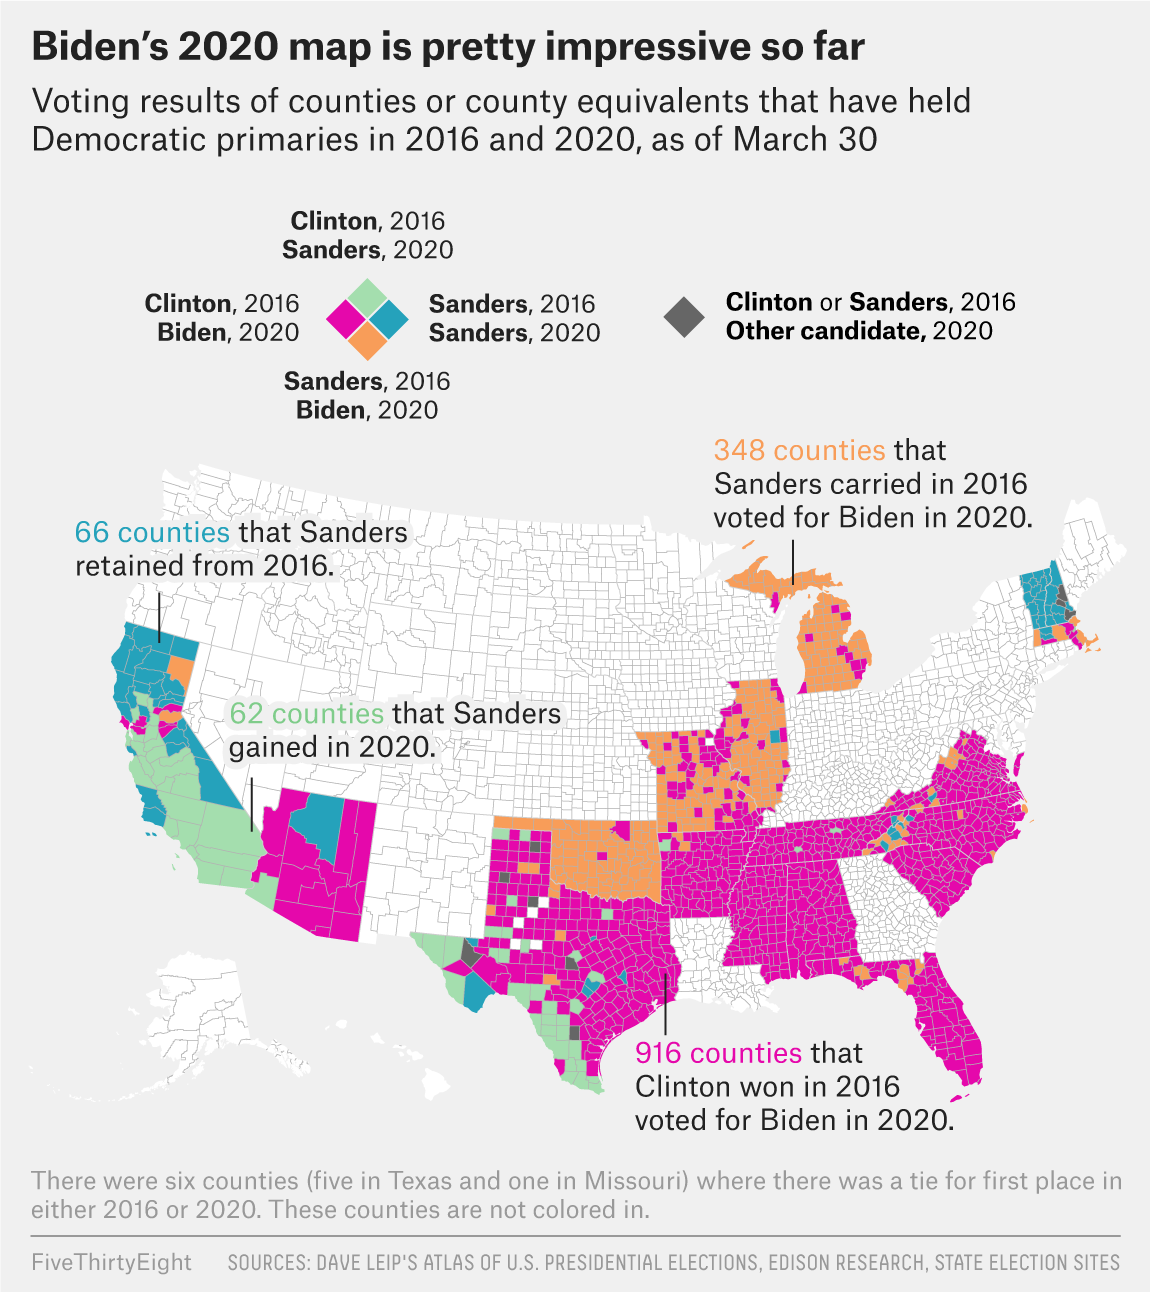 Biden’s 2020 map is pretty impressive so far
Voting results of counties or county equivalents that have held
Democratic primaries in 2016 and 2020, as of March 30
Clinton, 2016
Sanders, 2020
Clinton, 2016
Biden, 2020
Sanders, 2016
Sanders, 2020
Sanders, 2016
Biden, 2020
Clinton or Sanders, 2016
Other candidate, 2020
348 counties that
Sanders carried in 2016
voted for Biden in 2020.
66 counties that Sanders
retained from 2016.
62 counties that Sanders
gained in 2020.
916 counties that
Clinton won in 2016
voted for Biden in 2020.
There were six counties (five in Texas and one in Missouri) where there was a tie for first place in
either 2016 or 2020. These counties are not colored in.
FiveThirtyEight
SOURCES: DAVE LEIP'S ATLAS OF U.S. PRESIDENTIAL ELECTIONS, EDISON RESEARCH, STATE ELECTION SITES